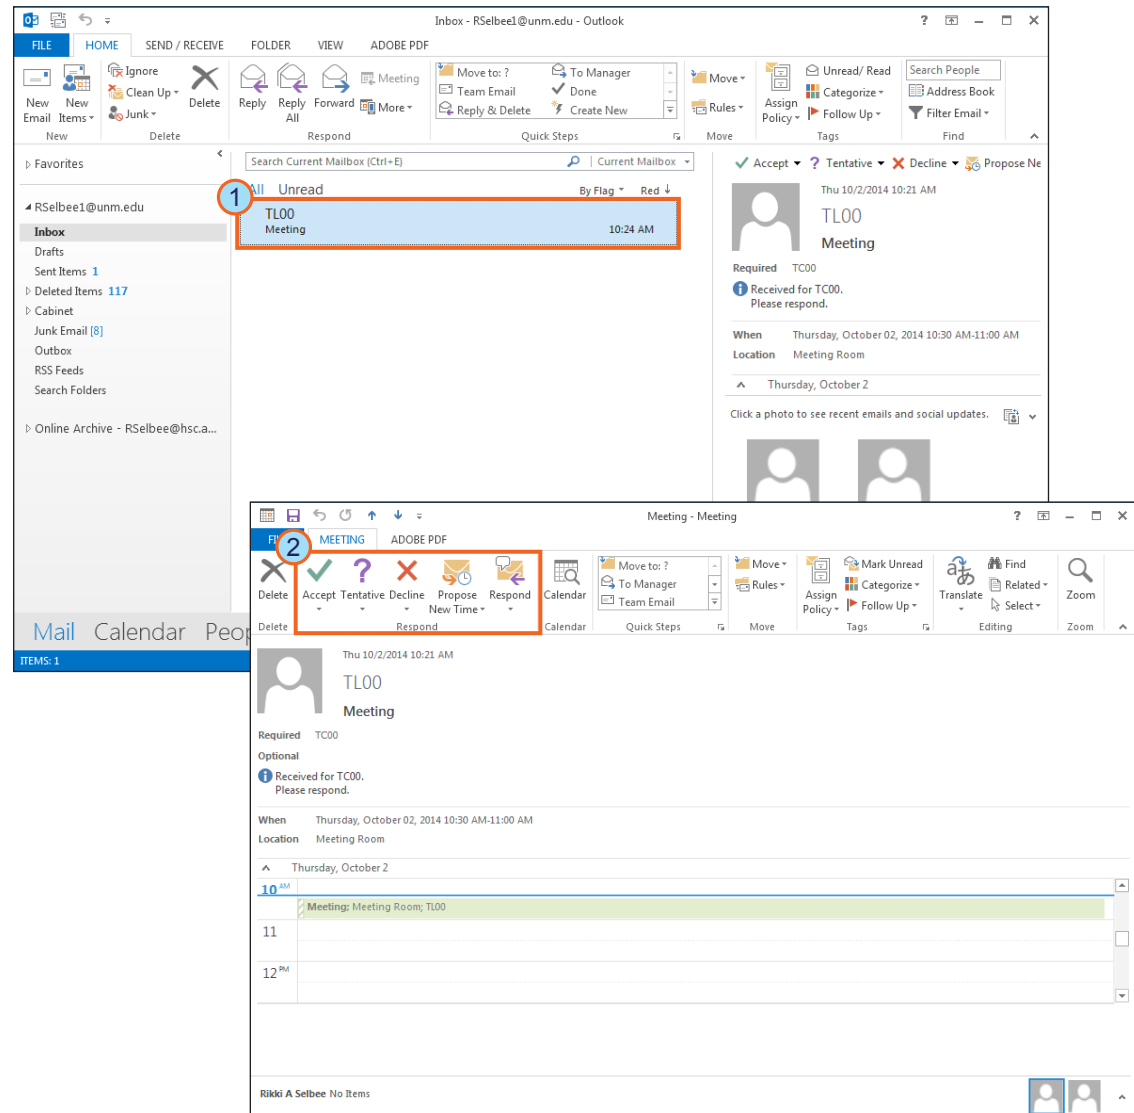 Inbox - RSelbee1@unm.edu - Outlook
FILE HOME SEND / RECEIVE FOLDER VIEW ADOBE PDF
New Email
New Items
New
Ignore
Clean Up
Junk
Delete
Delete
Reply
Reply All
Forward
Meeting
More
Respond
Move to: ?
Team Email
Reply & Delete
To Manager
Done
Create New
Quick Steps
Move
Rules
Move
Assign Policy
Unread/ Read
Categorize
Follow Up
Tags
Search People
Address Book
Filter Email
Find
Favorites
RSelbee1@unm.edu
Inbox
Drafts
Sent Items 1
Deleted Items 117
Cabinet
Junk Email [8]
Outbox
RSS Feeds
Search Folders
Online Archive - RSelbee@hsc.a...
Search Current Mailbox (Ctrl+E) Current Mailbox
All Unread By Flag Red
1
TL00
Meeting 10:24 AM
Accept ? Tentative Decline Propose Ne
Thu 10/2/2014 10:21 AM
TL00
Meeting
Required TC00
Received for TC00.
Please respond.
When Thursday, October 02, 2014 10:30 AM-11:00 AM
Location Meeting Room
Thursday, October 2
Click a photo to see recent emails and social updates.
Mail Calendar
ITEMS: 1
Meeting - Meeting
2
MEETING ADOBE PDF
Delete
Delete
Accept
Tentative
Decline
Propose
New Time
Respond
Respond
Calendar
Calendar
Move to: ?
To Manager
Team Email
Quick Steps
Move
Rules
Move
Assign
Policy
Mark Unread
Categorize
Follow Up
Tags
Translate
Find
Related
Select
Editing
Zoom
Zoom
Thu 10/2/2014 10:21 AM
TL00
Meeting
Required TC00
Optional
Received for TC00.
Please respond.
When Thursday, October 02, 2014 10:30 AM-11:00 AM
Location Meeting Room
Thursday, October 2
10 AM
Meeting; Meeting Room; TL00
11
12 PM
Rikki A Selbee No Items